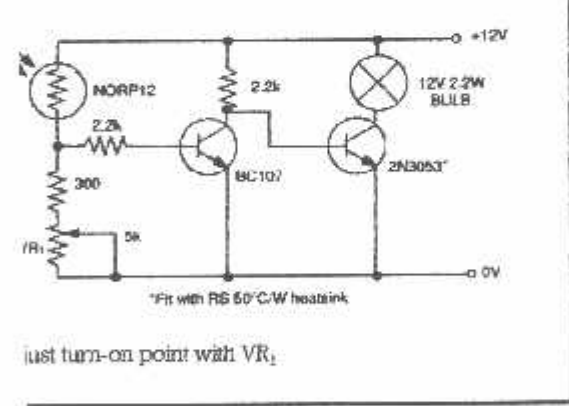 +12V
NORP12
2.2k
12V 2.2W
BULB
2.2k
BC107
2N3053*
300
5k
VR1
0V
*Fit with RS 50°C/W heatsink
just turn-on point with VR1